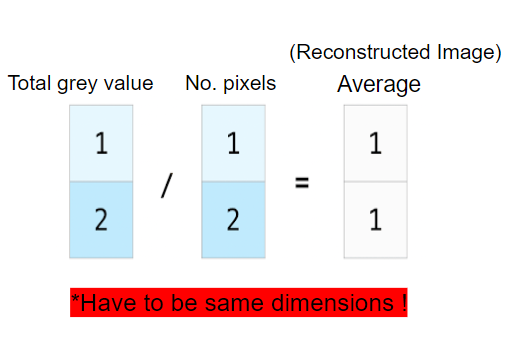 (Reconstructed Image)
Total grey value No. pixels Average
1 1 1
/ =
2 2 1
*Have to be same dimensions !